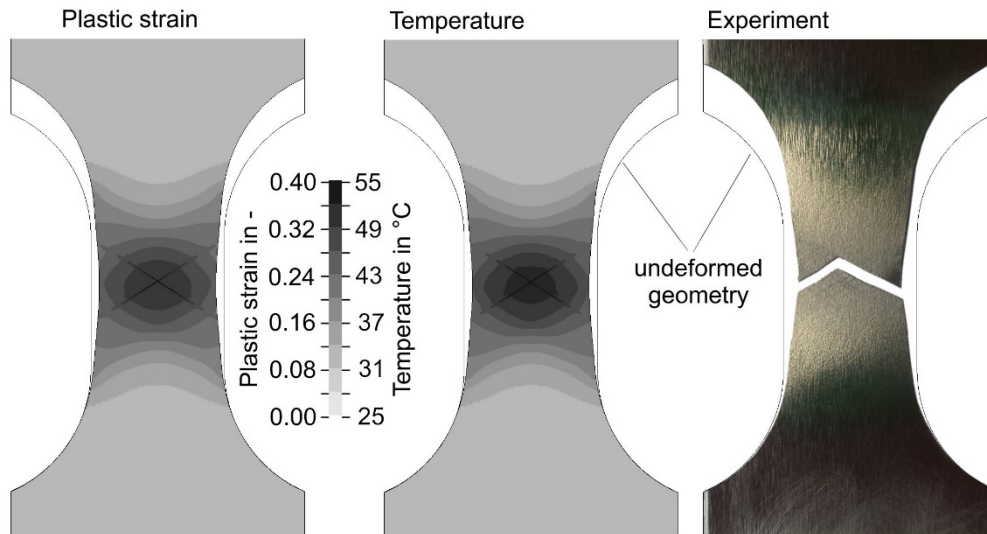 Plastic strain
Temperature
Experiment
0.40
0.32
0.24
0.16
0.08
0.00
55
49
43
37
31
25
Plastic strain in -
Temperature in °C
undeformed
geometry